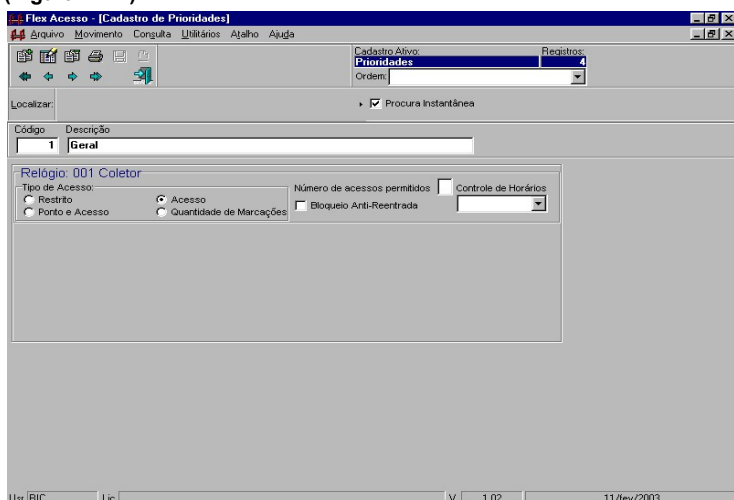 Flex Acesso - [Cadastro de Prioridades]
Arquivo Movimento Consulta Utilitários Atalho Ajuda
Cadastro Ativo: Registros:
Prioridades 4
Ordem:
Localizar: Procura Instantânea
Código Descrição
1 Geral
Relógio: 001 Coletor
Tipo de Acesso:
Restrito Acesso
Ponto e Acesso Quantidade de Marcações
Número de acessos permitidos Controle de Horários
Bloqueio Anti-Reentrada
Usr BIC Lic V. 1.02 11/fev/2003